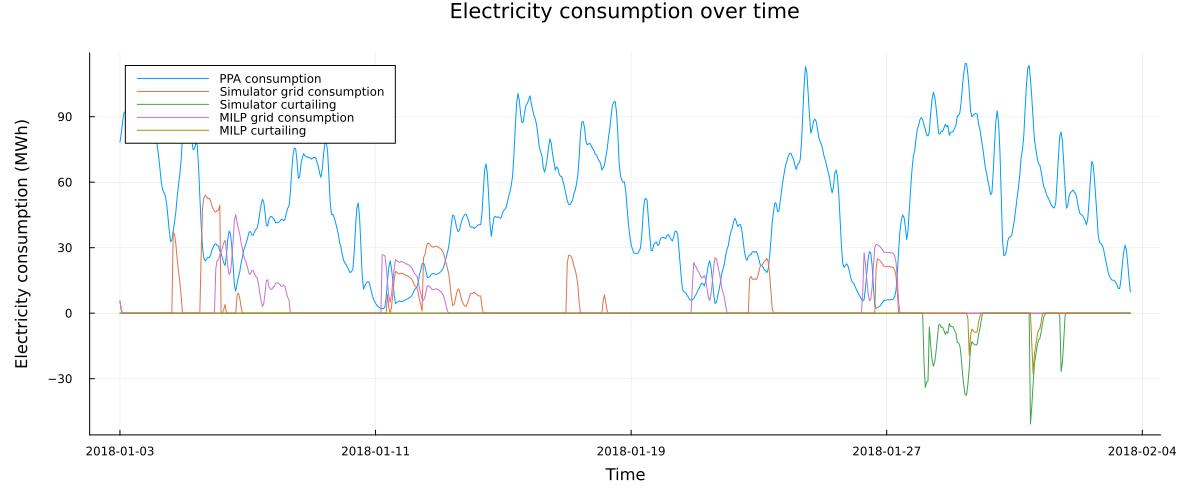 Electricity consumption over time
PPA consumption
Simulator grid consumption
Simulator curtailing
MILP grid consumption
MILP curtailing
Electricity consumption (MWh)
90
60
30
0
−30
2018-01-03
2018-01-11
2018-01-19
2018-01-27
2018-02-04
Time